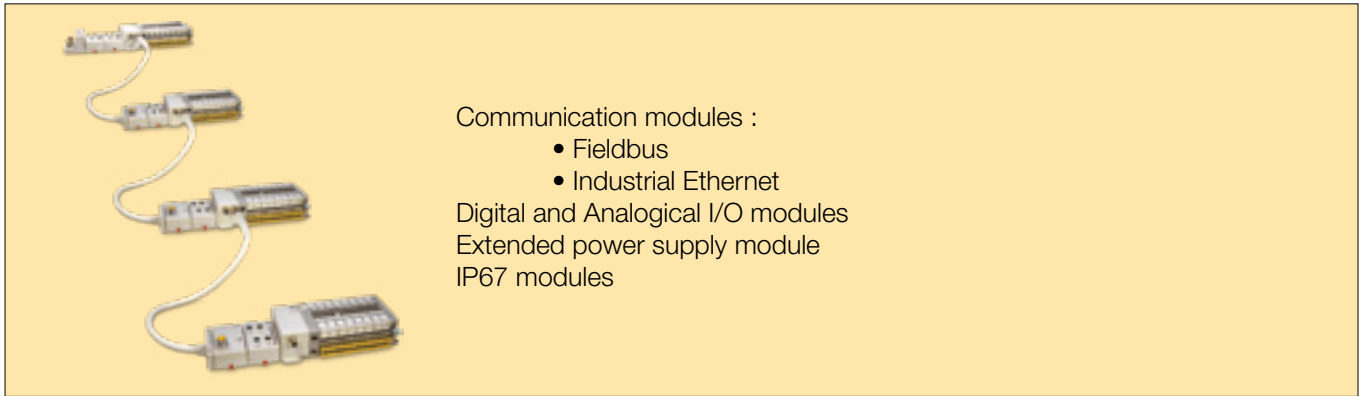 Communication modules :
• Fieldbus
• Industrial Ethernet
Digital and Analogical I/O modules
Extended power supply module
IP67 modules